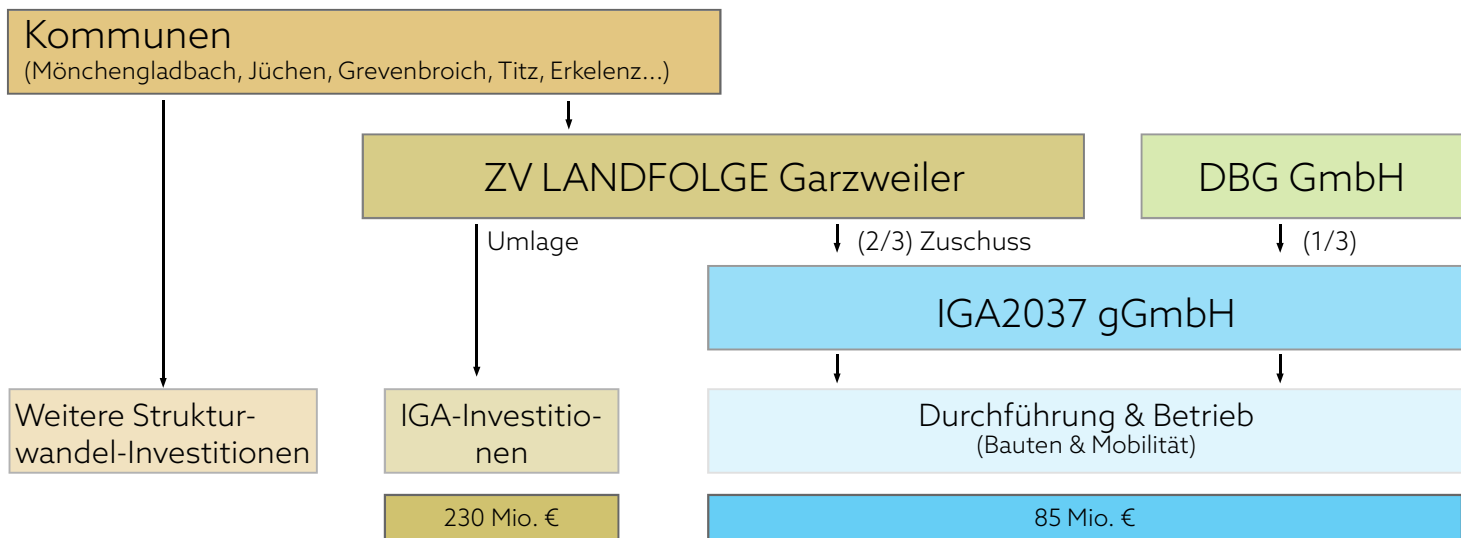 Kommunen
(Mönchengladbach, Jüchen, Grevenbroich, Titz, Erkelenz...)
ZV LANDFOLGE Garzweiler
DBG GmbH
Umlage
(2/3) Zuschuss
(1/3)
IGA2037 gGmbH
Weitere Struktur-
wandel-Investitionen
IGA-Investitio-
nen
Durchführung & Betrieb
(Bauten & Mobilität)
230 Mio. €
85 Mio. €